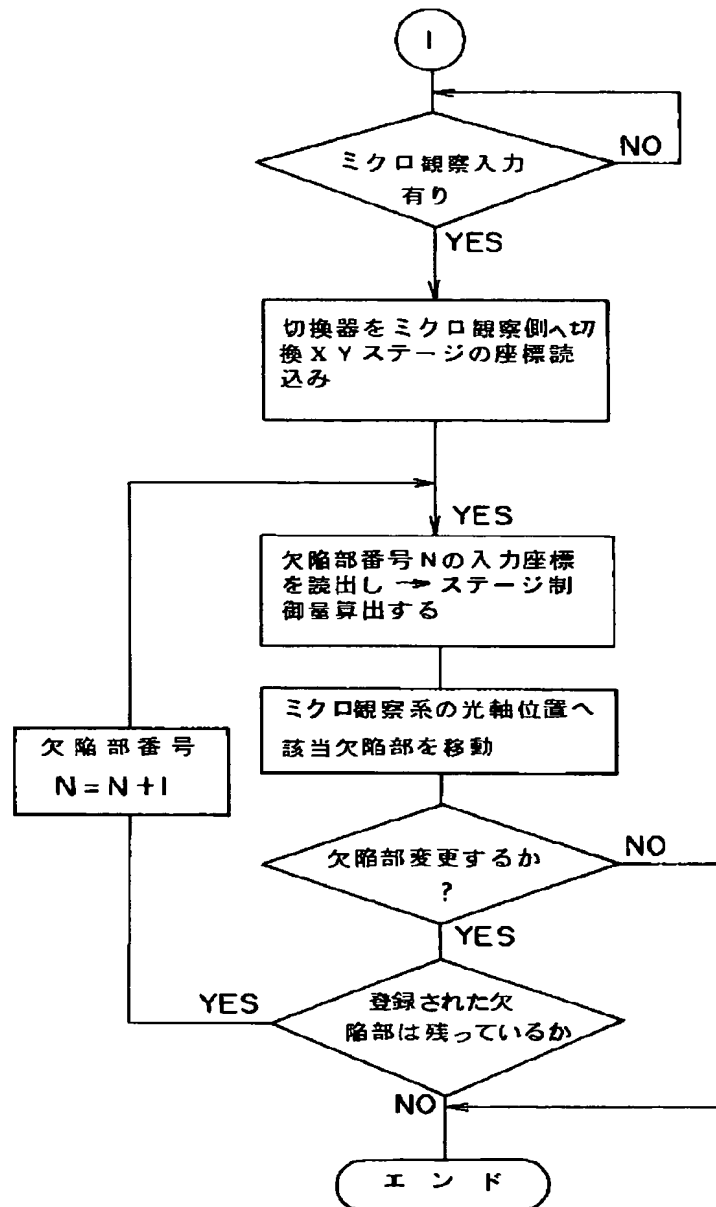 1
ミクロ観察入力
有り
NO
YES
切換器をミクロ観察側へ切
換XYステージの座標読
込み
YES
欠陥部番号Nの入力座標
を読出し→ステージ制
御量算出する
ミクロ観察系の光軸位置へ
該当欠陥部を移動
欠陥部番号
N=N+1
欠陥部変更するか
?
NO
YES
登録された欠
陥部は残っているか
YES
NO
エンド